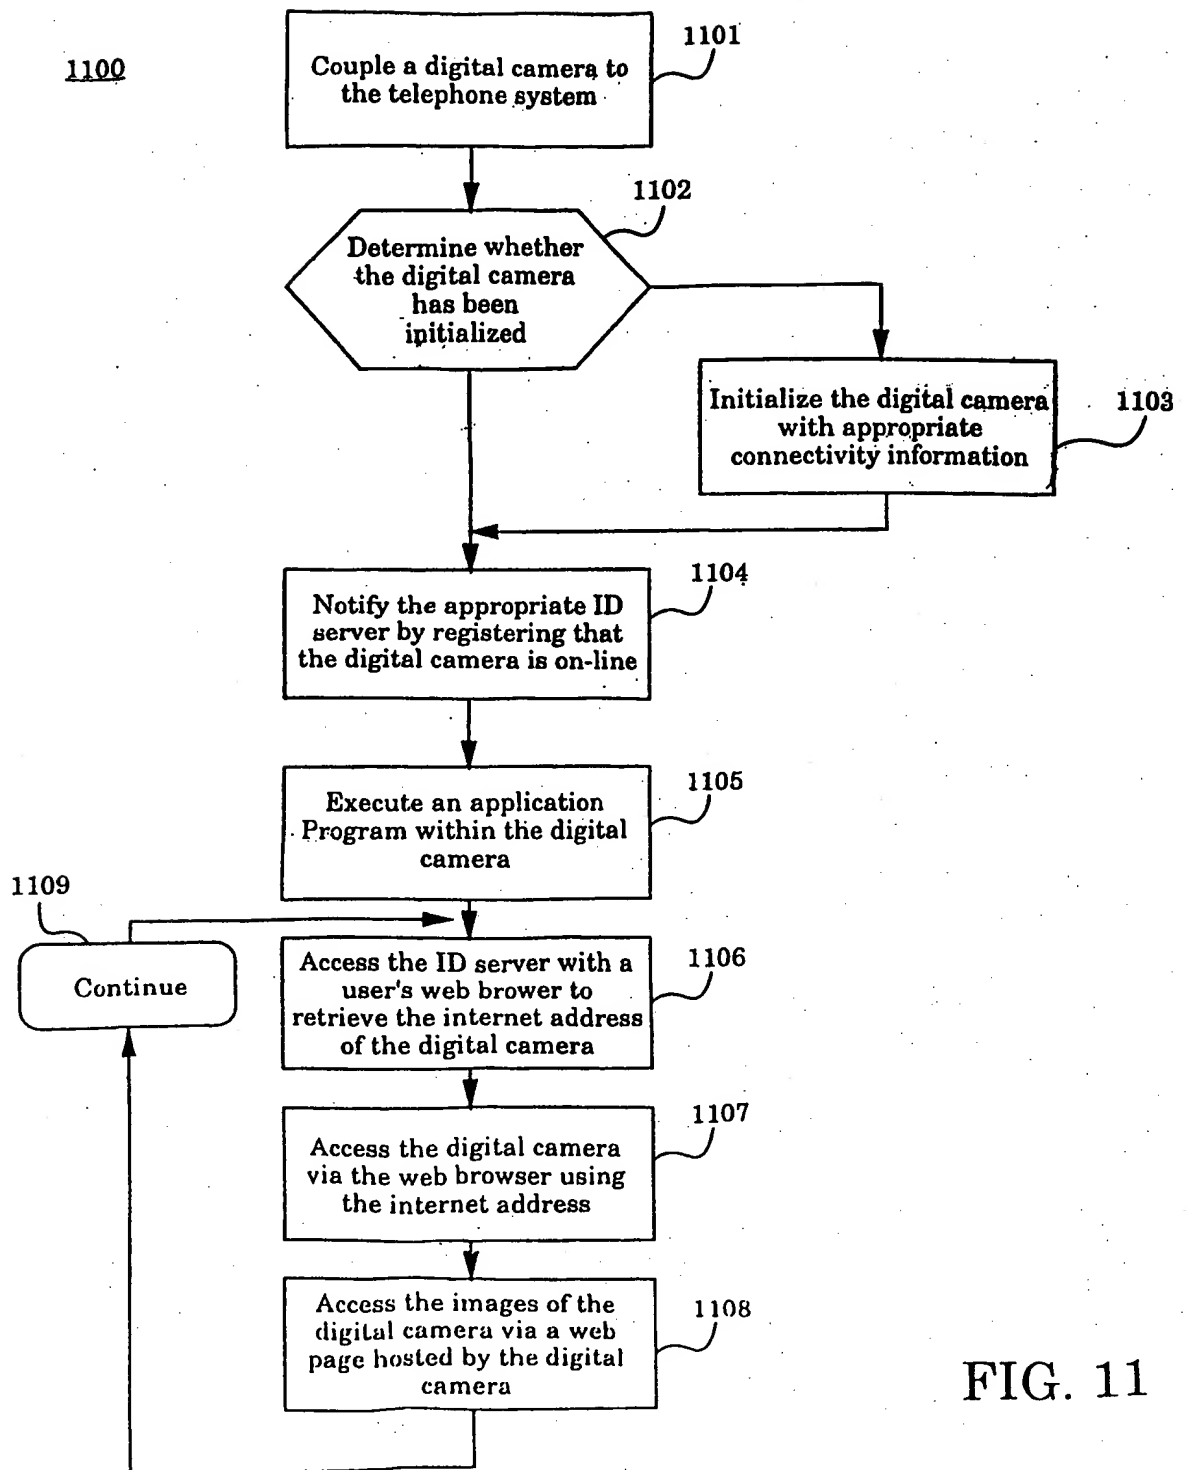 1100
1101
Couple a digital camera to
the telephone system
1102
Determine whether
the digital camera
has been
initialized
Initialize the digital camera
with appropriate
connectivity information
1103
1104
Notify the appropriate ID
server by registering that
the digital camera is on-line
1105
Execute an application
Program within the digital
camera
1109
Continue
1106
Access the ID server with a
user's web brower to
retrieve the internet address
of the digital camera
1107
Access the digital camera
via the web browser using
the internet address
1108
Access the images of the
digital camera via a web
page hosted by the digital
camera
FIG. 11